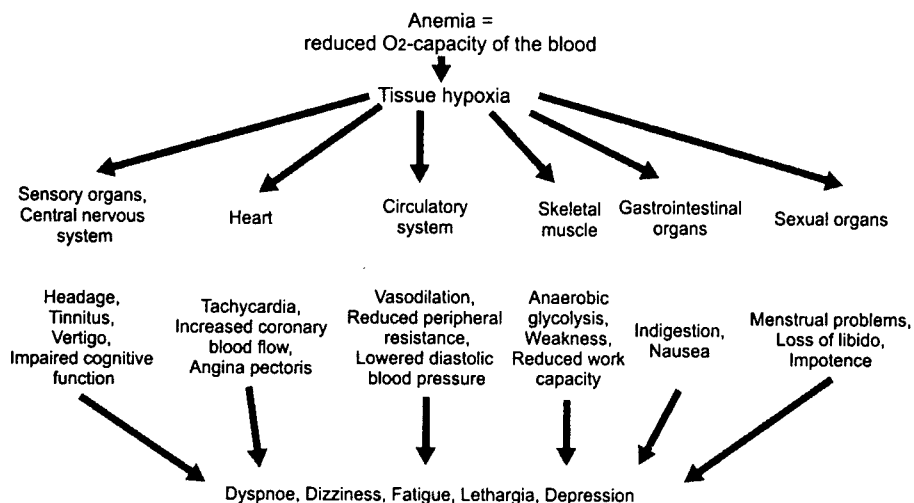 Anemia =
reduced O2-capacity of the blood
Tissue hypoxia
Sensory organs,
Central nervous
system
Heart
Circulatory
system
Skeletal
muscle
Gastrointestinal
organs
Sexual organs
Headage,
Tinnitus,
Vertigo,
Impaired cognitive
function
Tachycardia,
Increased coronary
blood flow,
Angina pectoris
Vasodilation,
Reduced peripheral
resistance,
Lowered diastolic
blood pressure
Anaerobic
glycolysis,
Weakness,
Reduced work
capacity
Indigestion,
Nausea
Menstrual problems,
Loss of libido,
Impotence
Dyspnoe, Dizziness, Fatigue, Lethargia, Depression